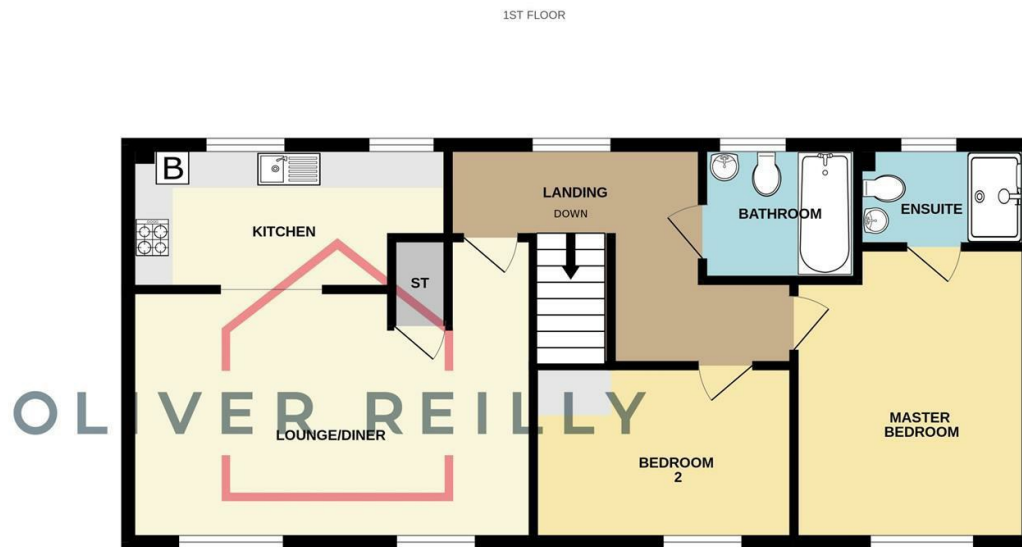 1ST FLOOR
B
LANDING
DOWN
BATHROOM
ENSUITE
KITCHEN
ST
OLIVER REILLY
LOUNGE/DINER
MASTER
BEDROOM
BEDROOM
2